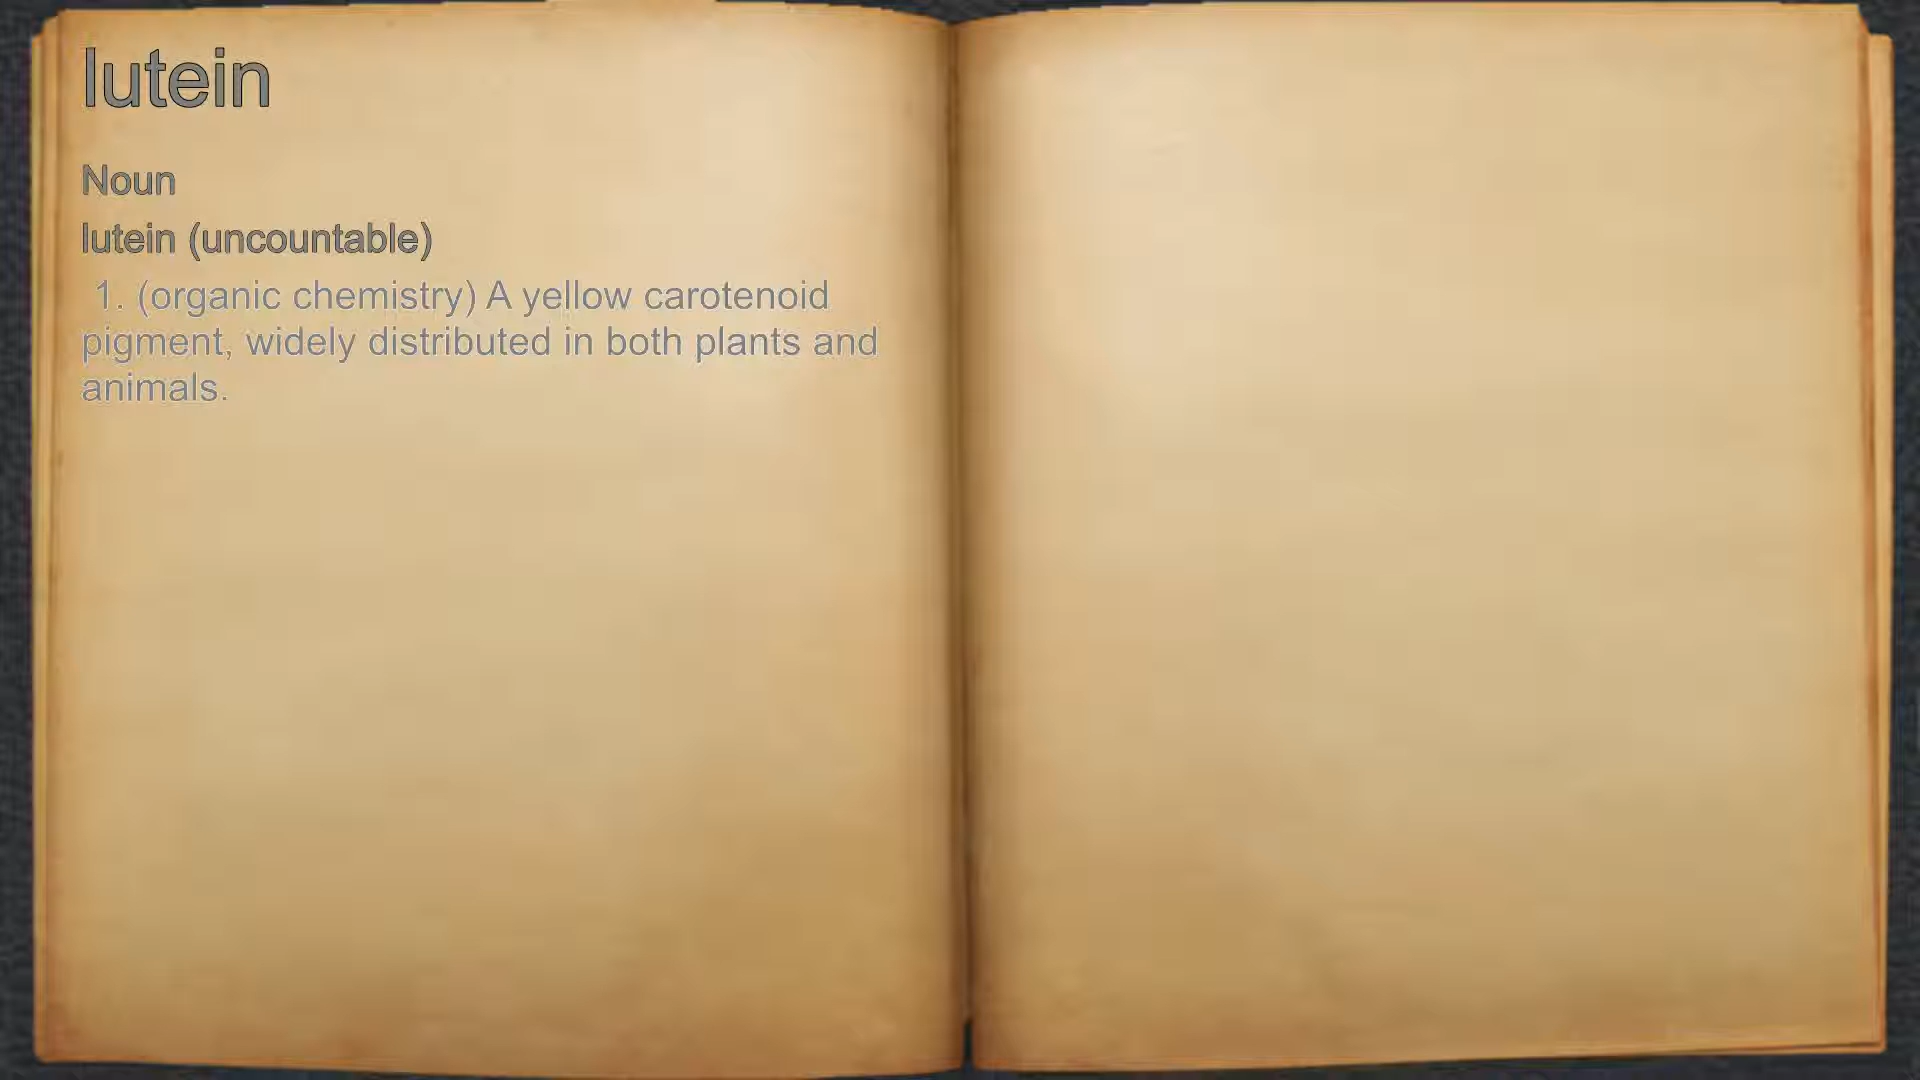 lutein
Noun
lutein (uncountable)
1. (organic chemistry) A yellow carotenoid
pigment, widely distributed in both plants and
animals.